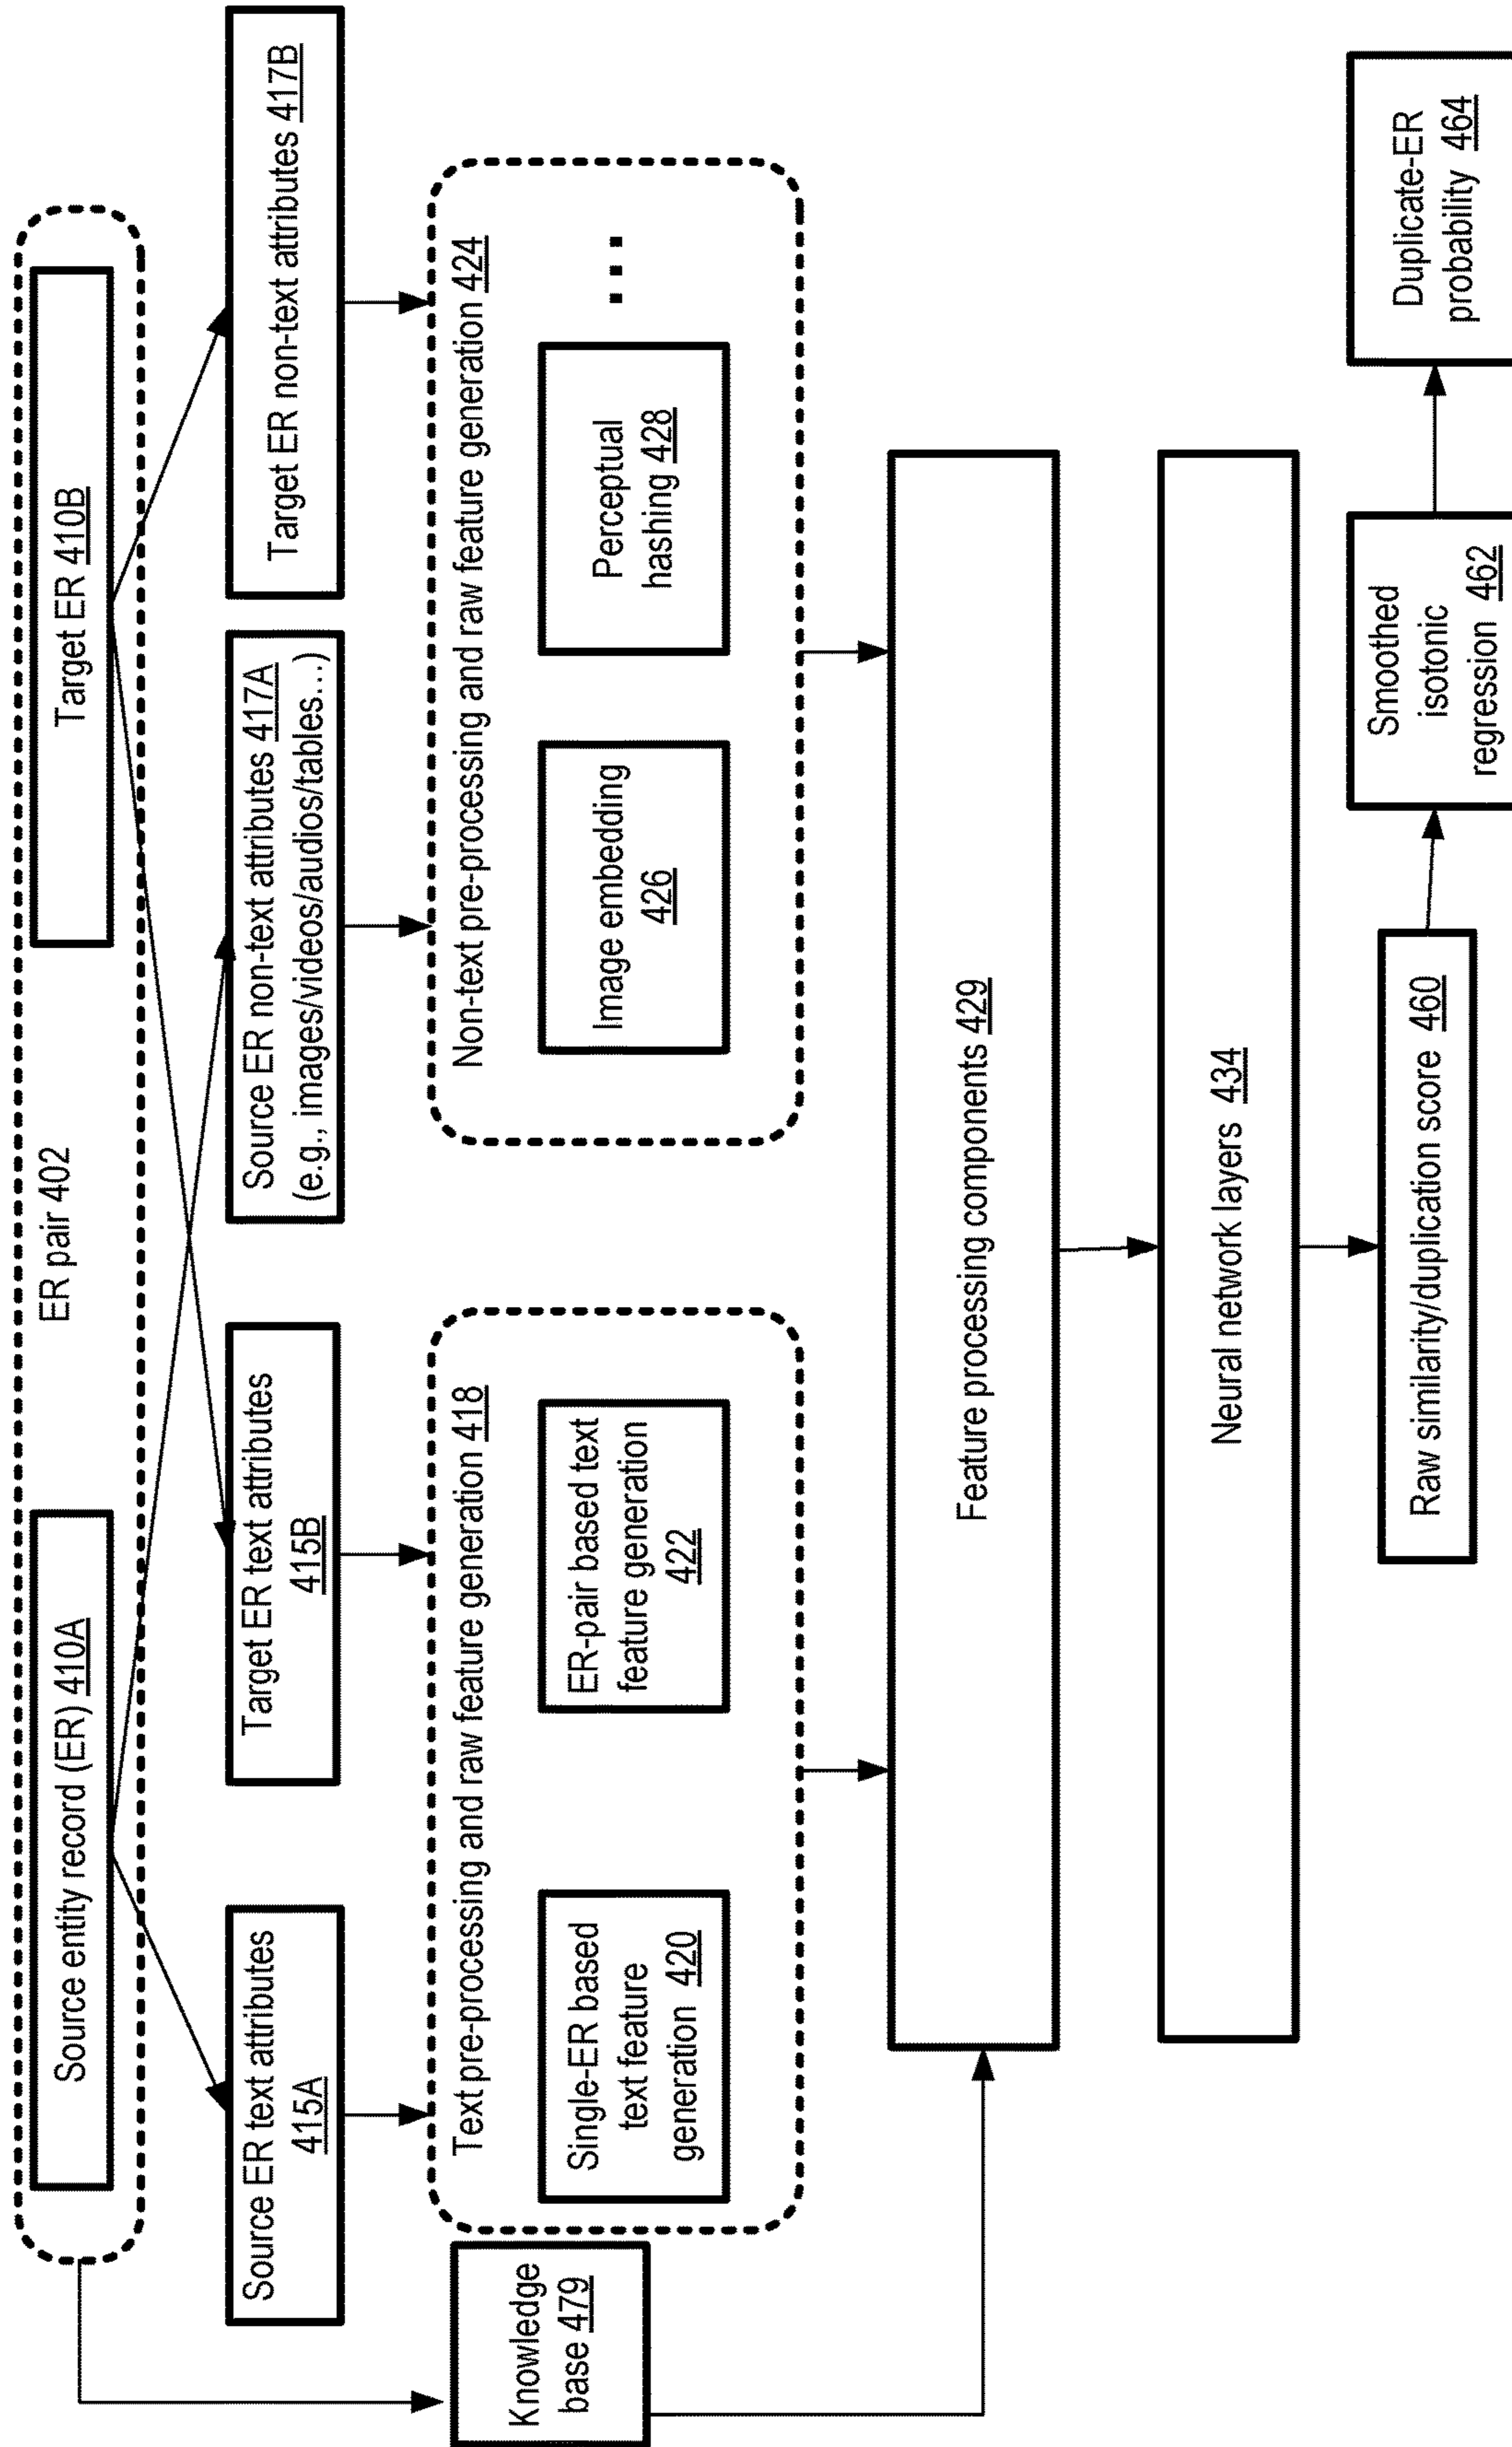 ER pair 402
Source entity record (ER) 410A
Target ER 410B
Source ER text attributes
415A
Target ER text attributes
415B
Source ER non-text attributes 417A
(e.g., images/videos/audios/tables…)
Target ER non-text attributes 417B
Knowledge
base 479
Text pre-processing and raw feature generation 418
Single-ER based
text feature
generation 420
ER-pair based text
feature generation
422
Non-text pre-processing and raw feature generation 424
Image embedding
426
Perceptual
hashing 428
...
Feature processing components 429
Neural network layers 434
Raw similarity/duplication score 460
Smoothed
isotonic
regression 462
Duplicate-ER
probability 464